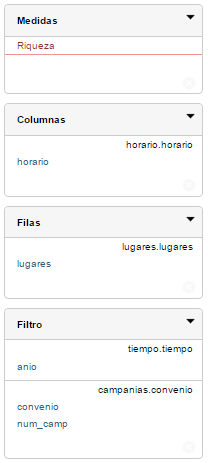 Medidas
Riqueza
Columnas
horario.horario
horario
Filas
lugares.lugares
lugares
Filtro
tiempo.tiempo
anio
campanias.convenio
convenio
num_camp